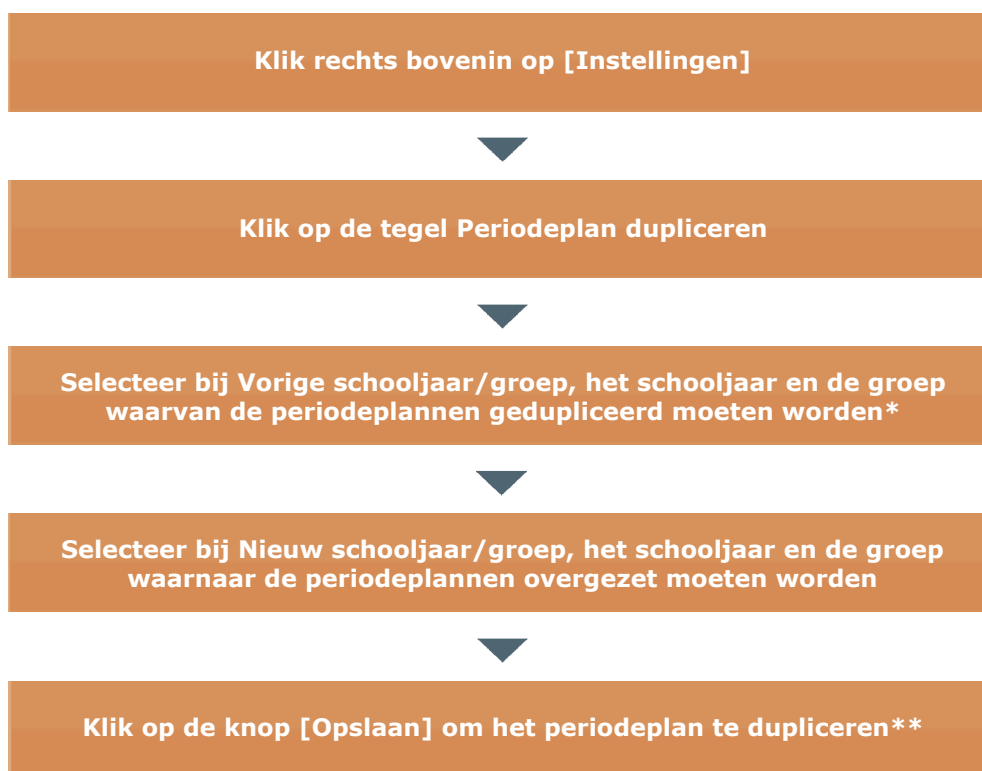 Klik rechts bovenin op [Instellingen]
Klik op de tegel Periodeplan dupliceren
Selecteer bij Vorige schooljaar/groep, het schooljaar en de groep
waarvan de periodeplannen gedupliceerd moeten worden*
Selecteer bij Nieuw schooljaar/groep, het schooljaar en de groep
waarnaar de periodeplannen overgezet moeten worden
Klik op de knop [Opslaan] om het periodeplan te dupliceren**